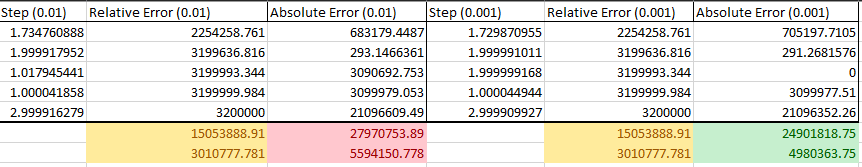 Step (0.01) Relative Error (0.01) Absolute Error (0.01) Step (0.001) Relative Error (0.001) Absolute Error (0.001)
1.734760888 2254258.761 683179.4487 1.729870955 2254258.761 705197.7105
1.999917952 3199636.816 293.1466361 1.999991011 3199636.816 291.2681576
1.017945441 3199993.344 3090692.753 1.999999168 3199993.344 0
1.000041858 3199999.984 3099979.053 1.000044944 3199999.984 3099977.51
2.999916279 3200000 21096609.49 2.999909927 3200000 21096352.26
15053888.91 27970753.89 15053888.91 24901818.75
3010777.781 5594150.778 3010777.781 4980363.75